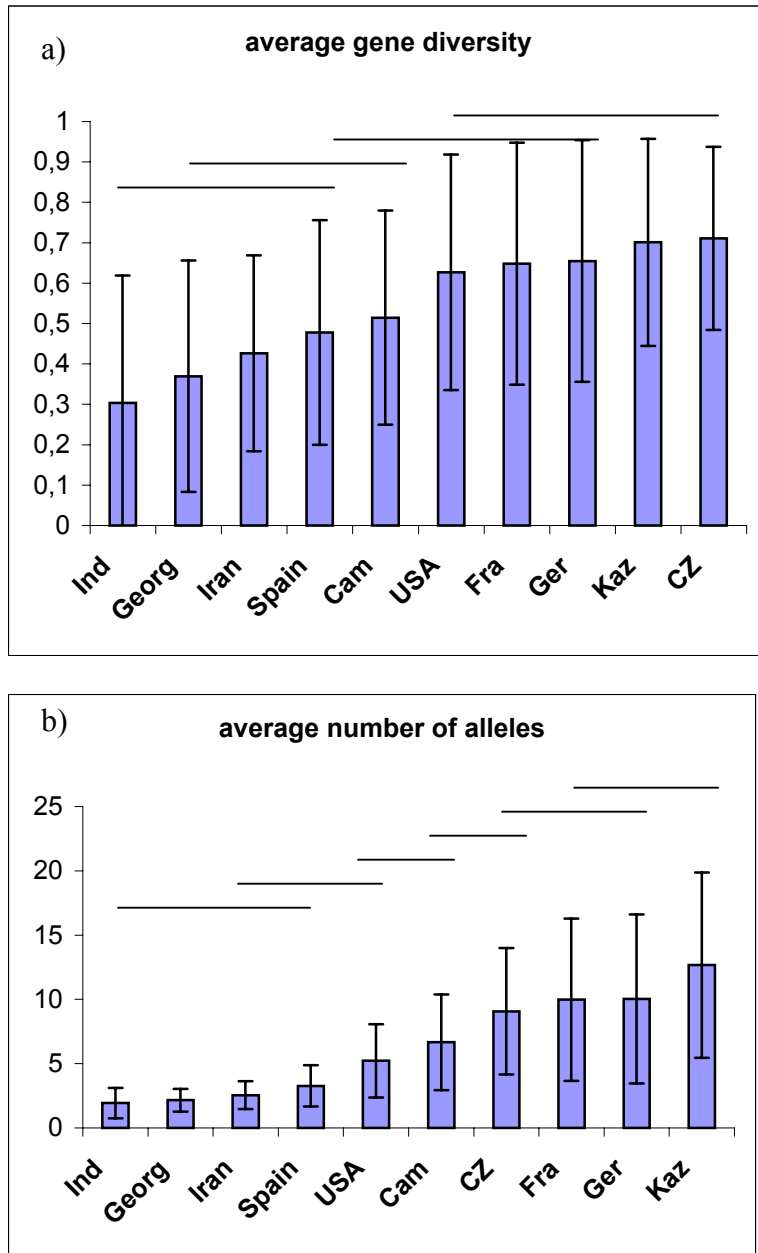 a)
average gene diversity
1
0,9
0,8
0,7
0,6
0,5
0,4
0,3
0,2
0,1
0
Ind Georg Iran Spain Cam USA Fra Ger Kaz CZ
b)
average number of alleles
25
20
15
10
5
0
Ind Georg Iran Spain USA Cam CZ Fra Ger Kaz